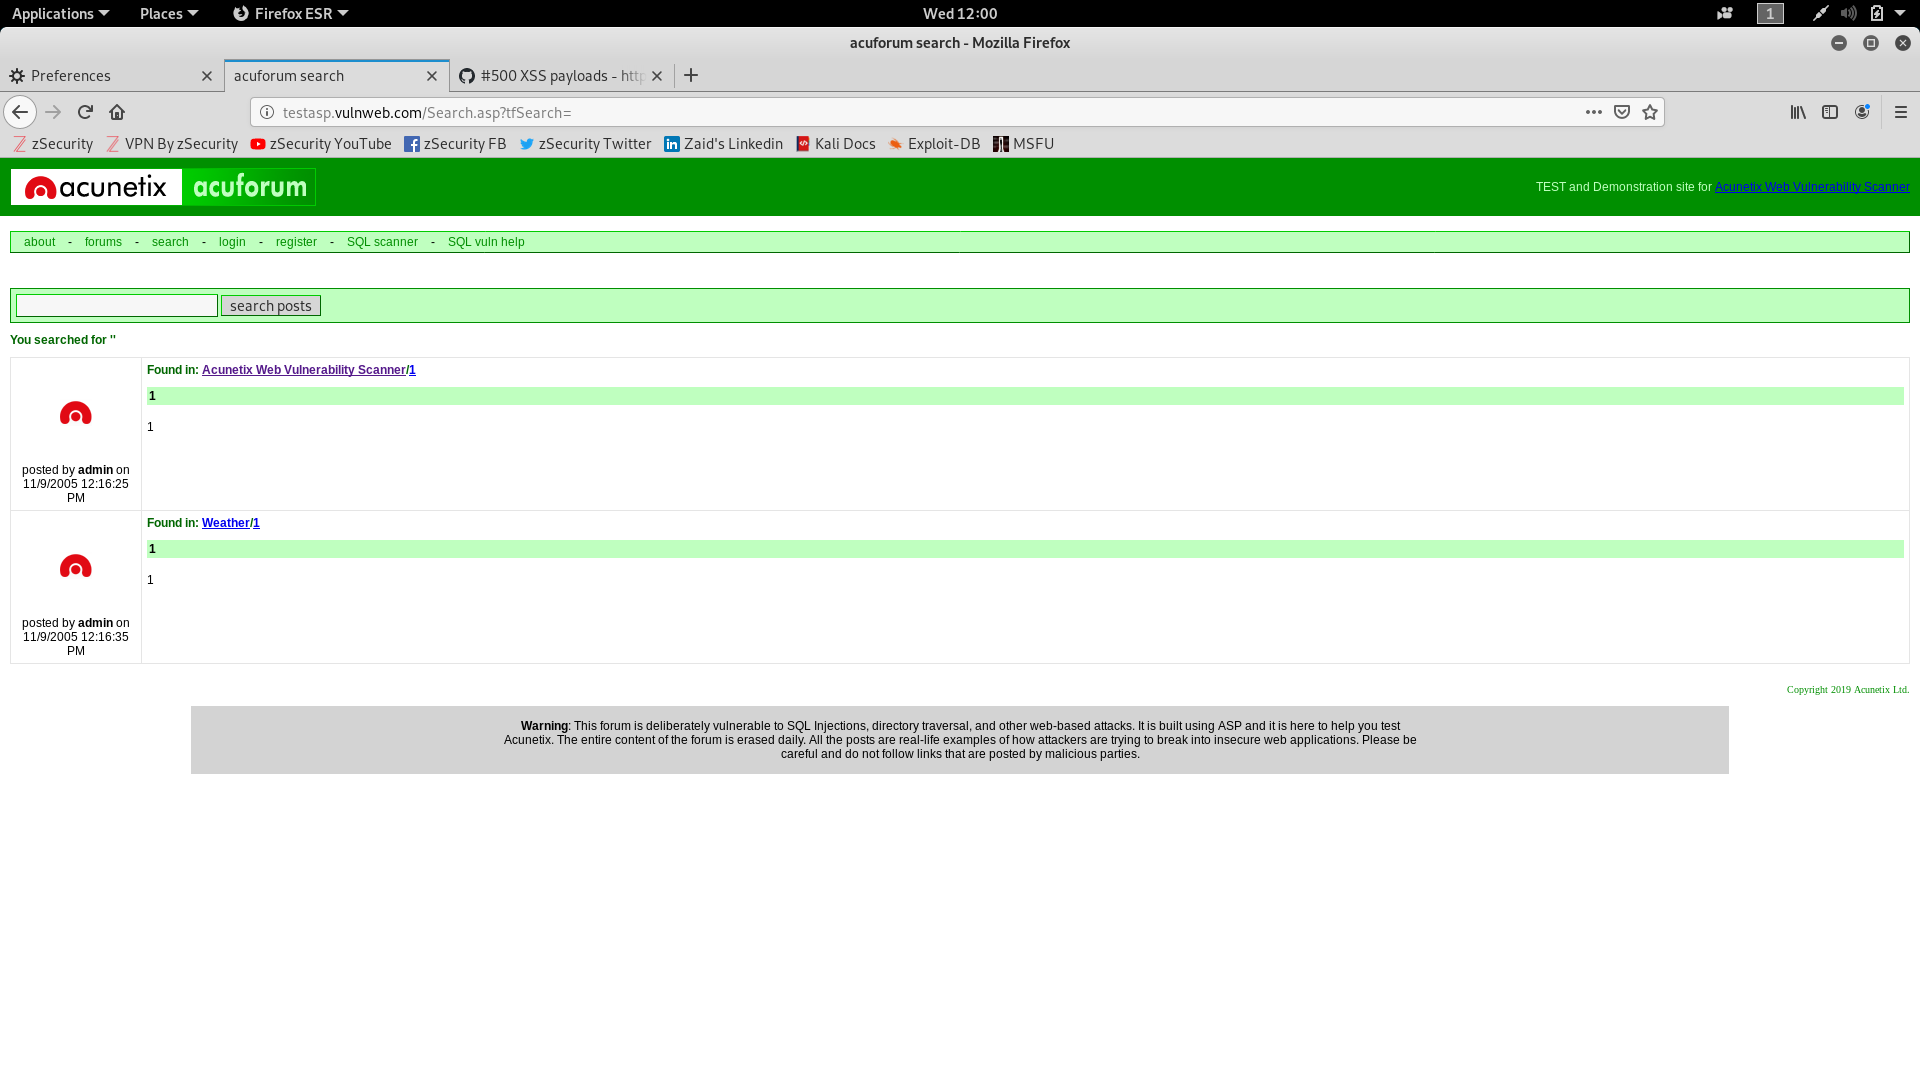 Applications Places Firefox ESR Wed 12:00 1
acuforum search - Mozilla Firefox
Preferences acuforum search #500 XSS payloads - http
testasp.vulnweb.com/Search.asp?tfSearch=
zSecurity VPN By zSecurity zSecurity YouTube zSecurity FB zSecurity Twitter Zaid's Linkedin Kali Docs Exploit-DB MSFU
acunetix acuforum TEST and Demonstration site for Acunetix Web Vulnerability Scanner
about - forums - search - login - register - SQL scanner - SQL vuln help
search posts
You searched for ''
Found in: Acunetix Web Vulnerability Scanner/1
1
1
posted by admin on
11/9/2005 12:16:25
PM
Found in: Weather/1
1
1
posted by admin on
11/9/2005 12:16:35
PM
Copyright 2019 Acunetix Ltd.
Warning: This forum is deliberately vulnerable to SQL Injections, directory traversal, and other web-based attacks. It is built using ASP and it is here to help you test
Acunetix. The entire content of the forum is erased daily. All the posts are real-life examples of how attackers are trying to break into insecure web applications. Please be
careful and do not follow links that are posted by malicious parties.